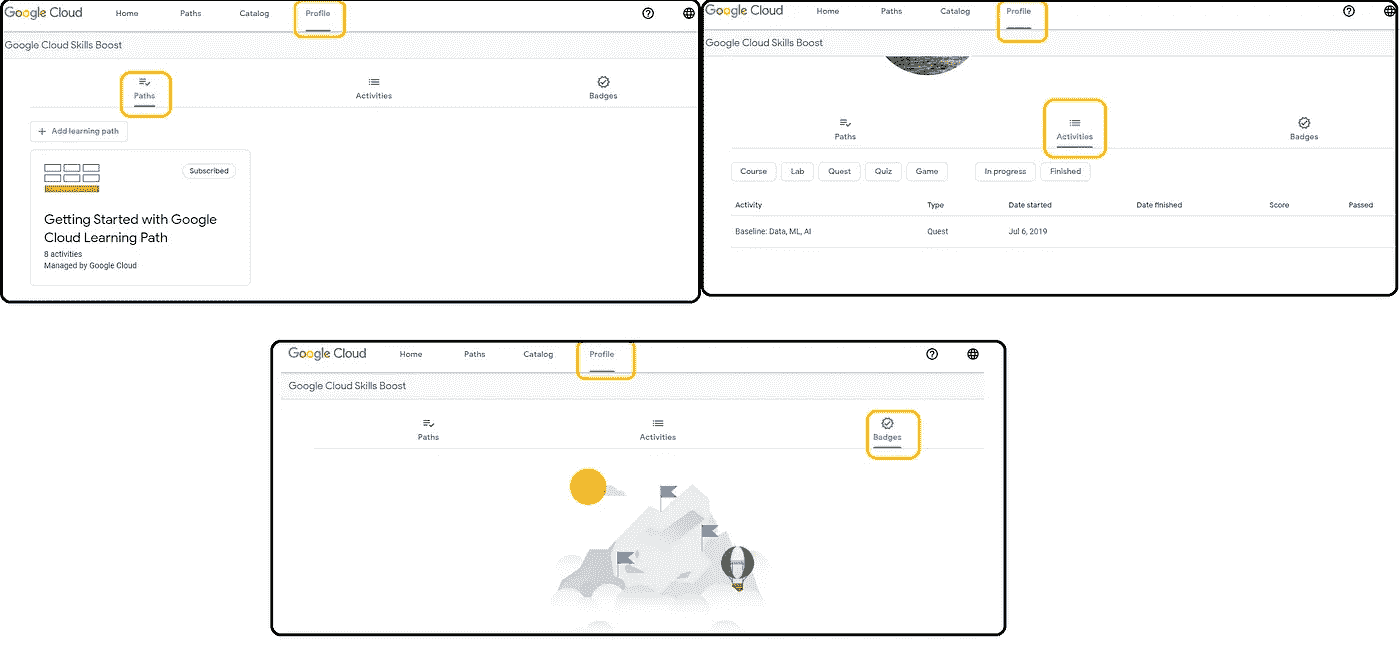 Google Cloud Home Paths Catalog Profile
Google Cloud Skills Boost
Paths Activities Badges
+ Add learning path
Subscribed
Getting Started with Google
Cloud Learning Path
8 activities
Managed by Google Cloud
Google Cloud Home Paths Catalog Profile
Google Cloud Skills Boost
Paths Activities Badges
Course Lab Quest Quiz Game In progress Finished
Activity Type Date started Date finished Score Passed
Baseline: Data, ML, AI Quest Jul 6, 2019
Google Cloud Home Paths Catalog Profile
Google Cloud Skills Boost
Paths Activities Badges